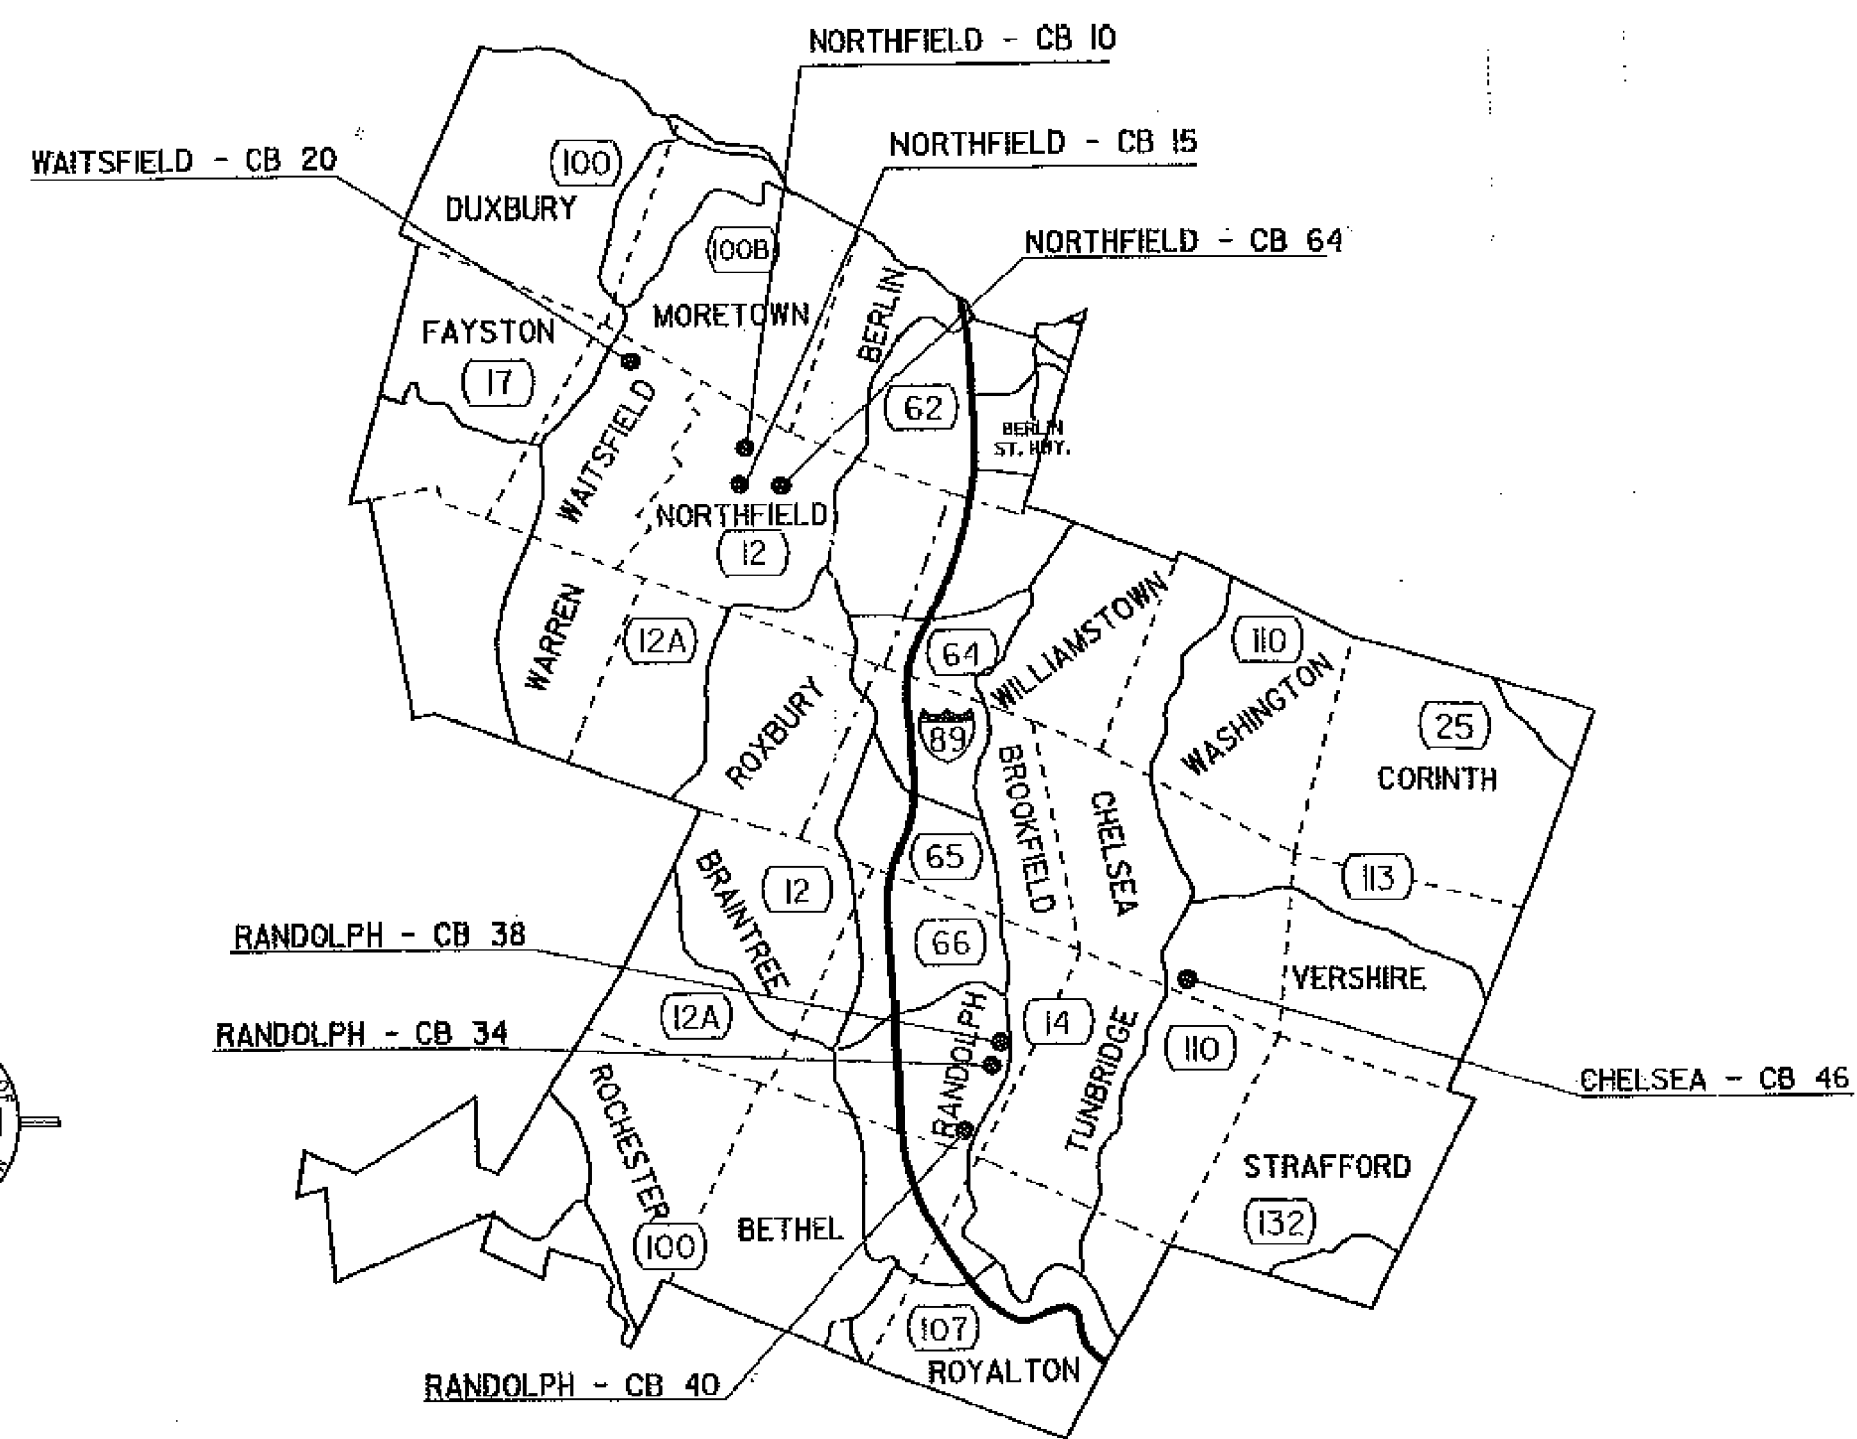 NORTHFIELD - CB 10
NORTHFIELD - CB 15
WAITSFIELD - CB 20
100
DUXBURY
NORTHFIELD - CB 64
100B
MORETOWN
BERLIN
FAYSTON
17
62
BERLIN
ST. HWY.
WAITSFIELD
NORTHFIELD
12
WARREN
12A
64
WILLIAMSTOWN
110
WASHINGTON
ROXBURY
89
25
CORINTH
BROOKFIELD
CHELSEA
65
12
113
BRAINTREE
RANDOLPH - CB 38
66
VERSHIRE
12A
RANDOLPH
14
TUNBRIDGE
110
RANDOLPH - CB 34
CHELSEA - CB 46
ROCHESTER
STRAFFORD
132
BETHEL
100
107
ROYALTON
RANDOLPH - CB 40